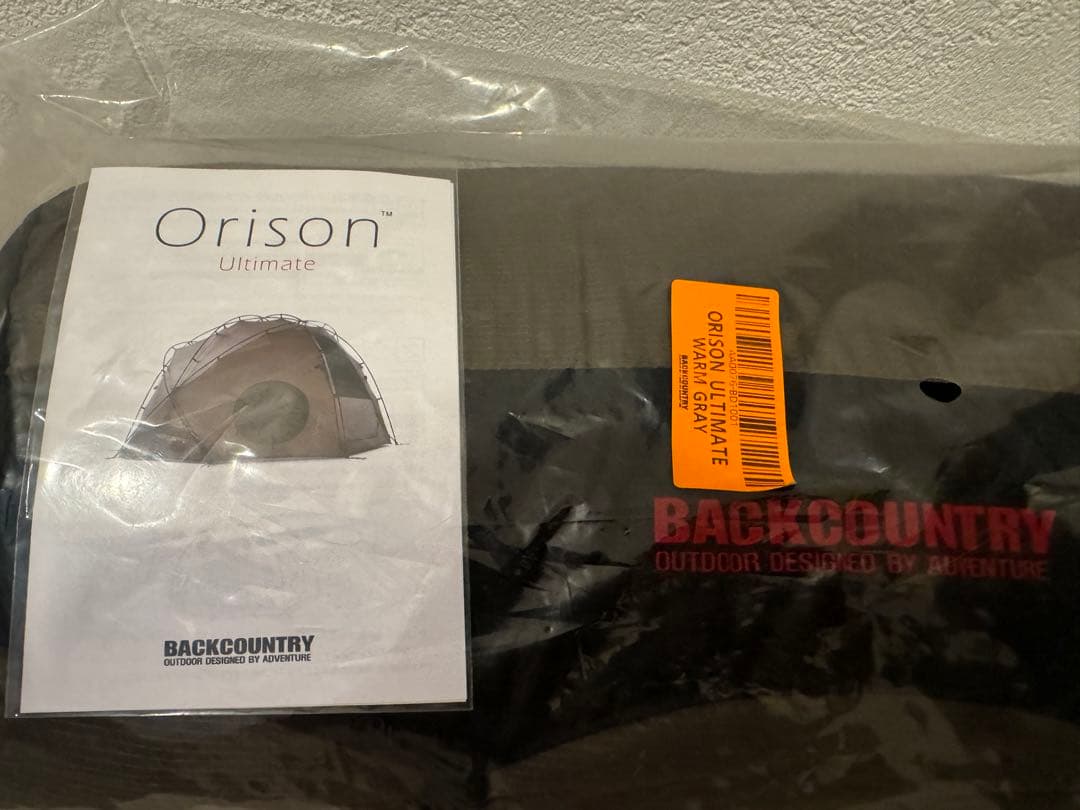 Orison™
Ultimate
BACKCOUNTRY
OUTDOOR DESIGNED BY ADVENTURE
ORISON ULTIMATE
WARM GRAY
BACKCOUNTRY
BACKCOUNTRY
OUTDOOR DESIGNED BY ADVENTURE